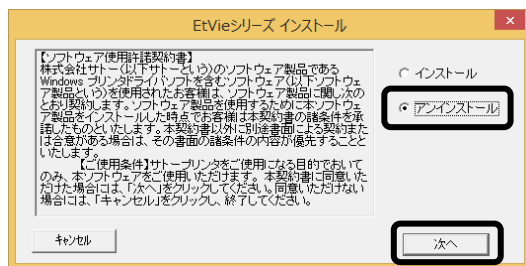 EtVieシリーズ インストール
【ソフトウェア使用許諾契約書】
株式会社サトー(以下サトーという)のソフトウェア製品である
Windows プリンタドライバソフトを含むソフトウェア(以下ソフトウェ
ア製品という)を使用されたお客様は、ソフトウェア製品に関し次の
とおり契約します。ソフトウェア製品を使用するために本ソフトウェ
ア製品をインストールした時点でお客様は本契約書の諸条件を承
諾したものといたします。本契約書以外に別途書面による契約また
は合意がある場合は、その書面の諸条件の内容が優先することと
いたします。
【ご使用条件】サトープリンタをご使用になる目的でおいて
のみ、本ソフトウェアをご使用いただけます。本契約書に同意いた
だけた場合には、「次へ」をクリックしてください。同意いただけない
場合には、「キャンセル」をクリックし、終了してください。
インストール
アンインストール
キャンセル
次へ